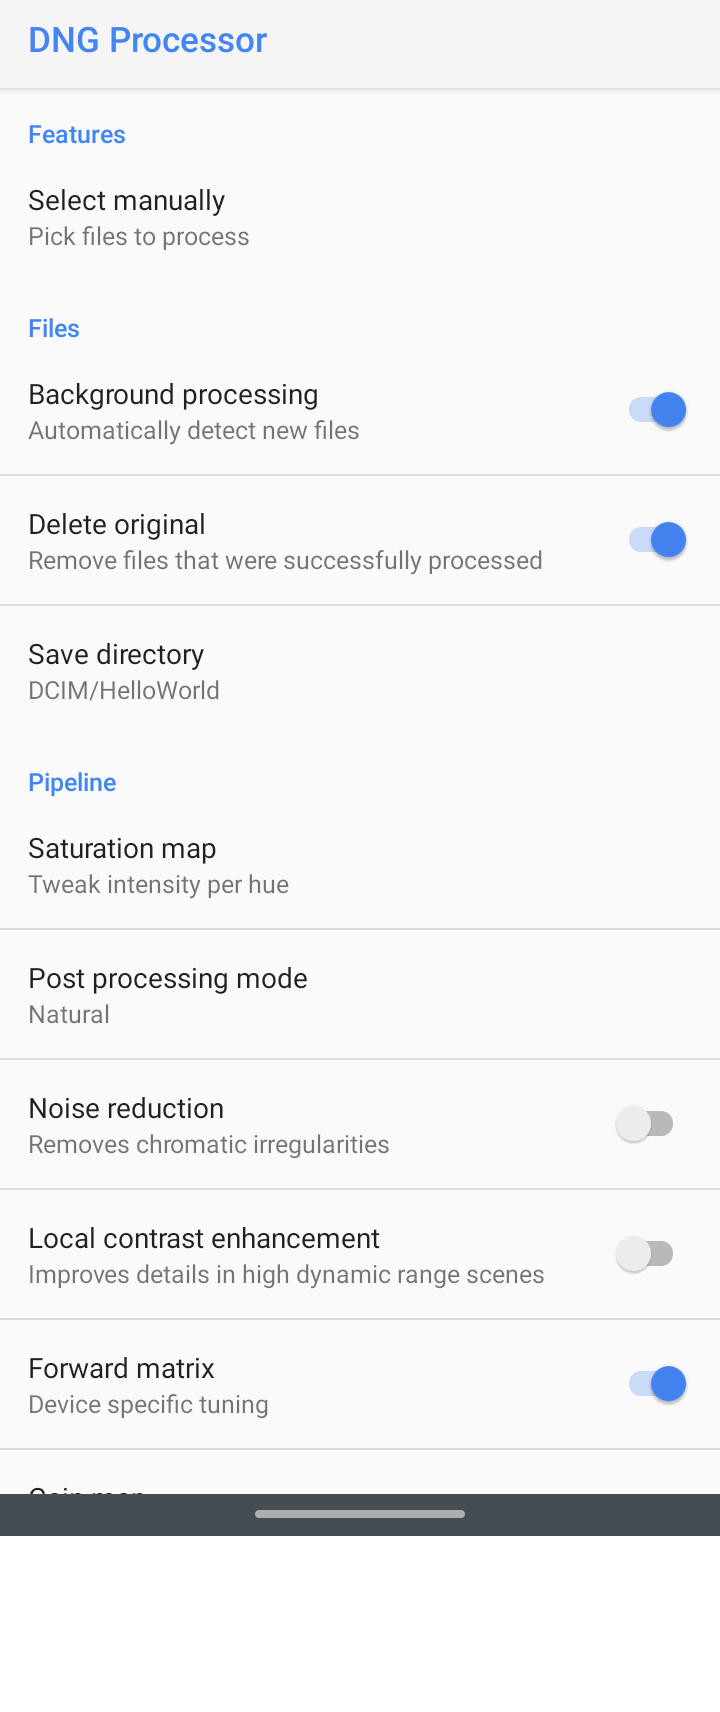 DNG Processor
Features
Select manually
Pick files to process
Files
Background processing
Automatically detect new files
Delete original
Remove files that were successfully processed
Save directory
DCIM/HelloWorld
Pipeline
Saturation map
Tweak intensity per hue
Post processing mode
Natural
Noise reduction
Removes chromatic irregularities
Local contrast enhancement
Improves details in high dynamic range scenes
Forward matrix
Device specific tuning